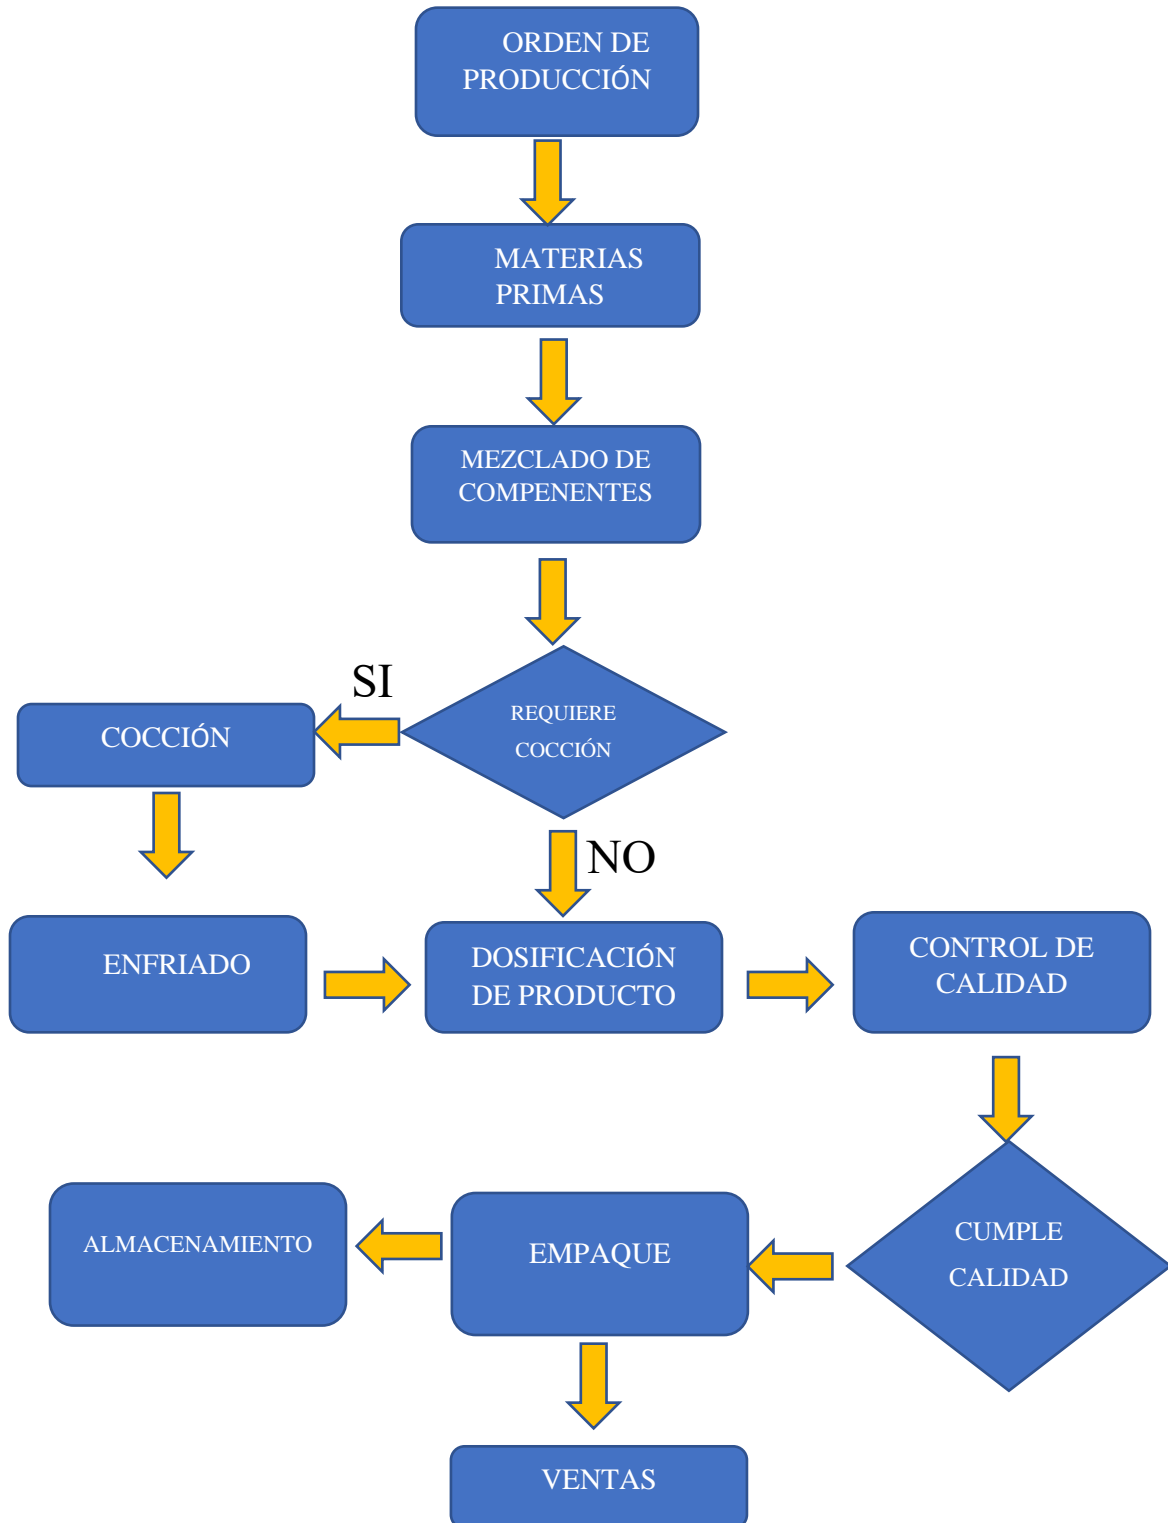 ORDEN DE
PRODUCCIÓN
MATERIAS
PRIMAS
MEZCLADO DE
COMPENENTES
SI
REQUIERE
COCCIÓN
COCCIÓN
NO
ENFRIADO
DOSIFICACIÓN
DE PRODUCTO
CONTROL DE
CALIDAD
CUMPLE
CALIDAD
EMPAQUE
ALMACENAMIENTO
VENTAS